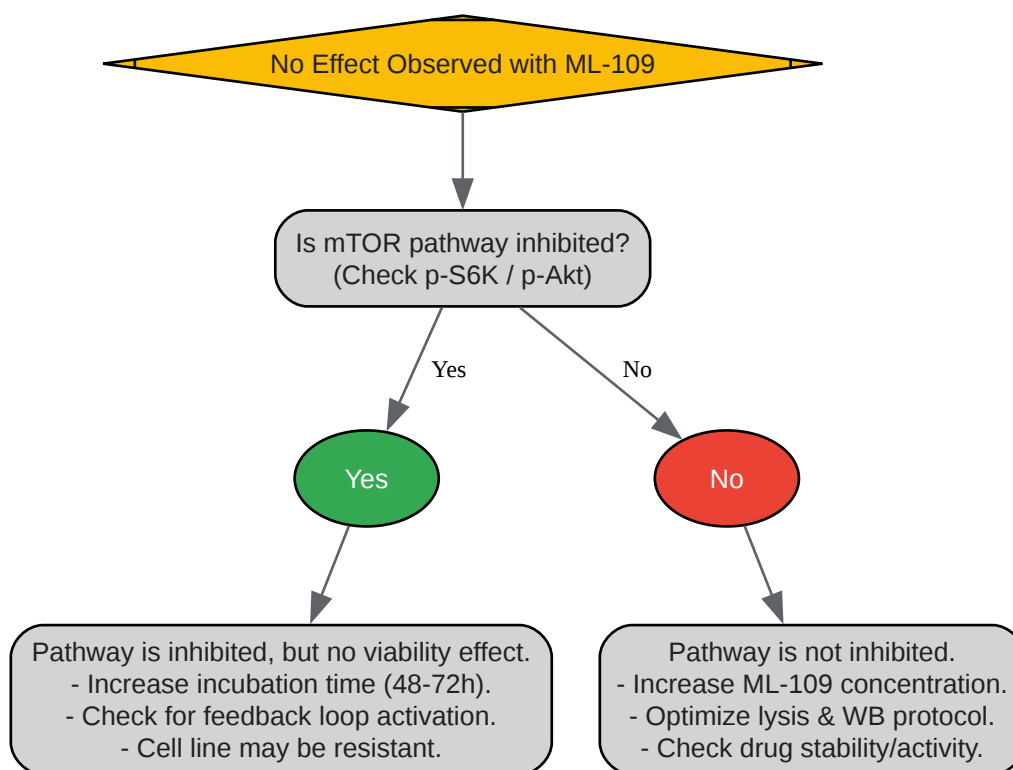 No Effect Observed with ML-109
Is mTOR pathway inhibited?
(Check p-S6K / p-Akt)
Yes
No
Yes
No
Pathway is inhibited, but no viability effect.
- Increase incubation time (48-72h).
- Check for feedback loop activation.
- Cell line may be resistant.
Pathway is not inhibited.
- Increase ML-109 concentration.
- Optimize lysis & WB protocol.
- Check drug stability/activity.